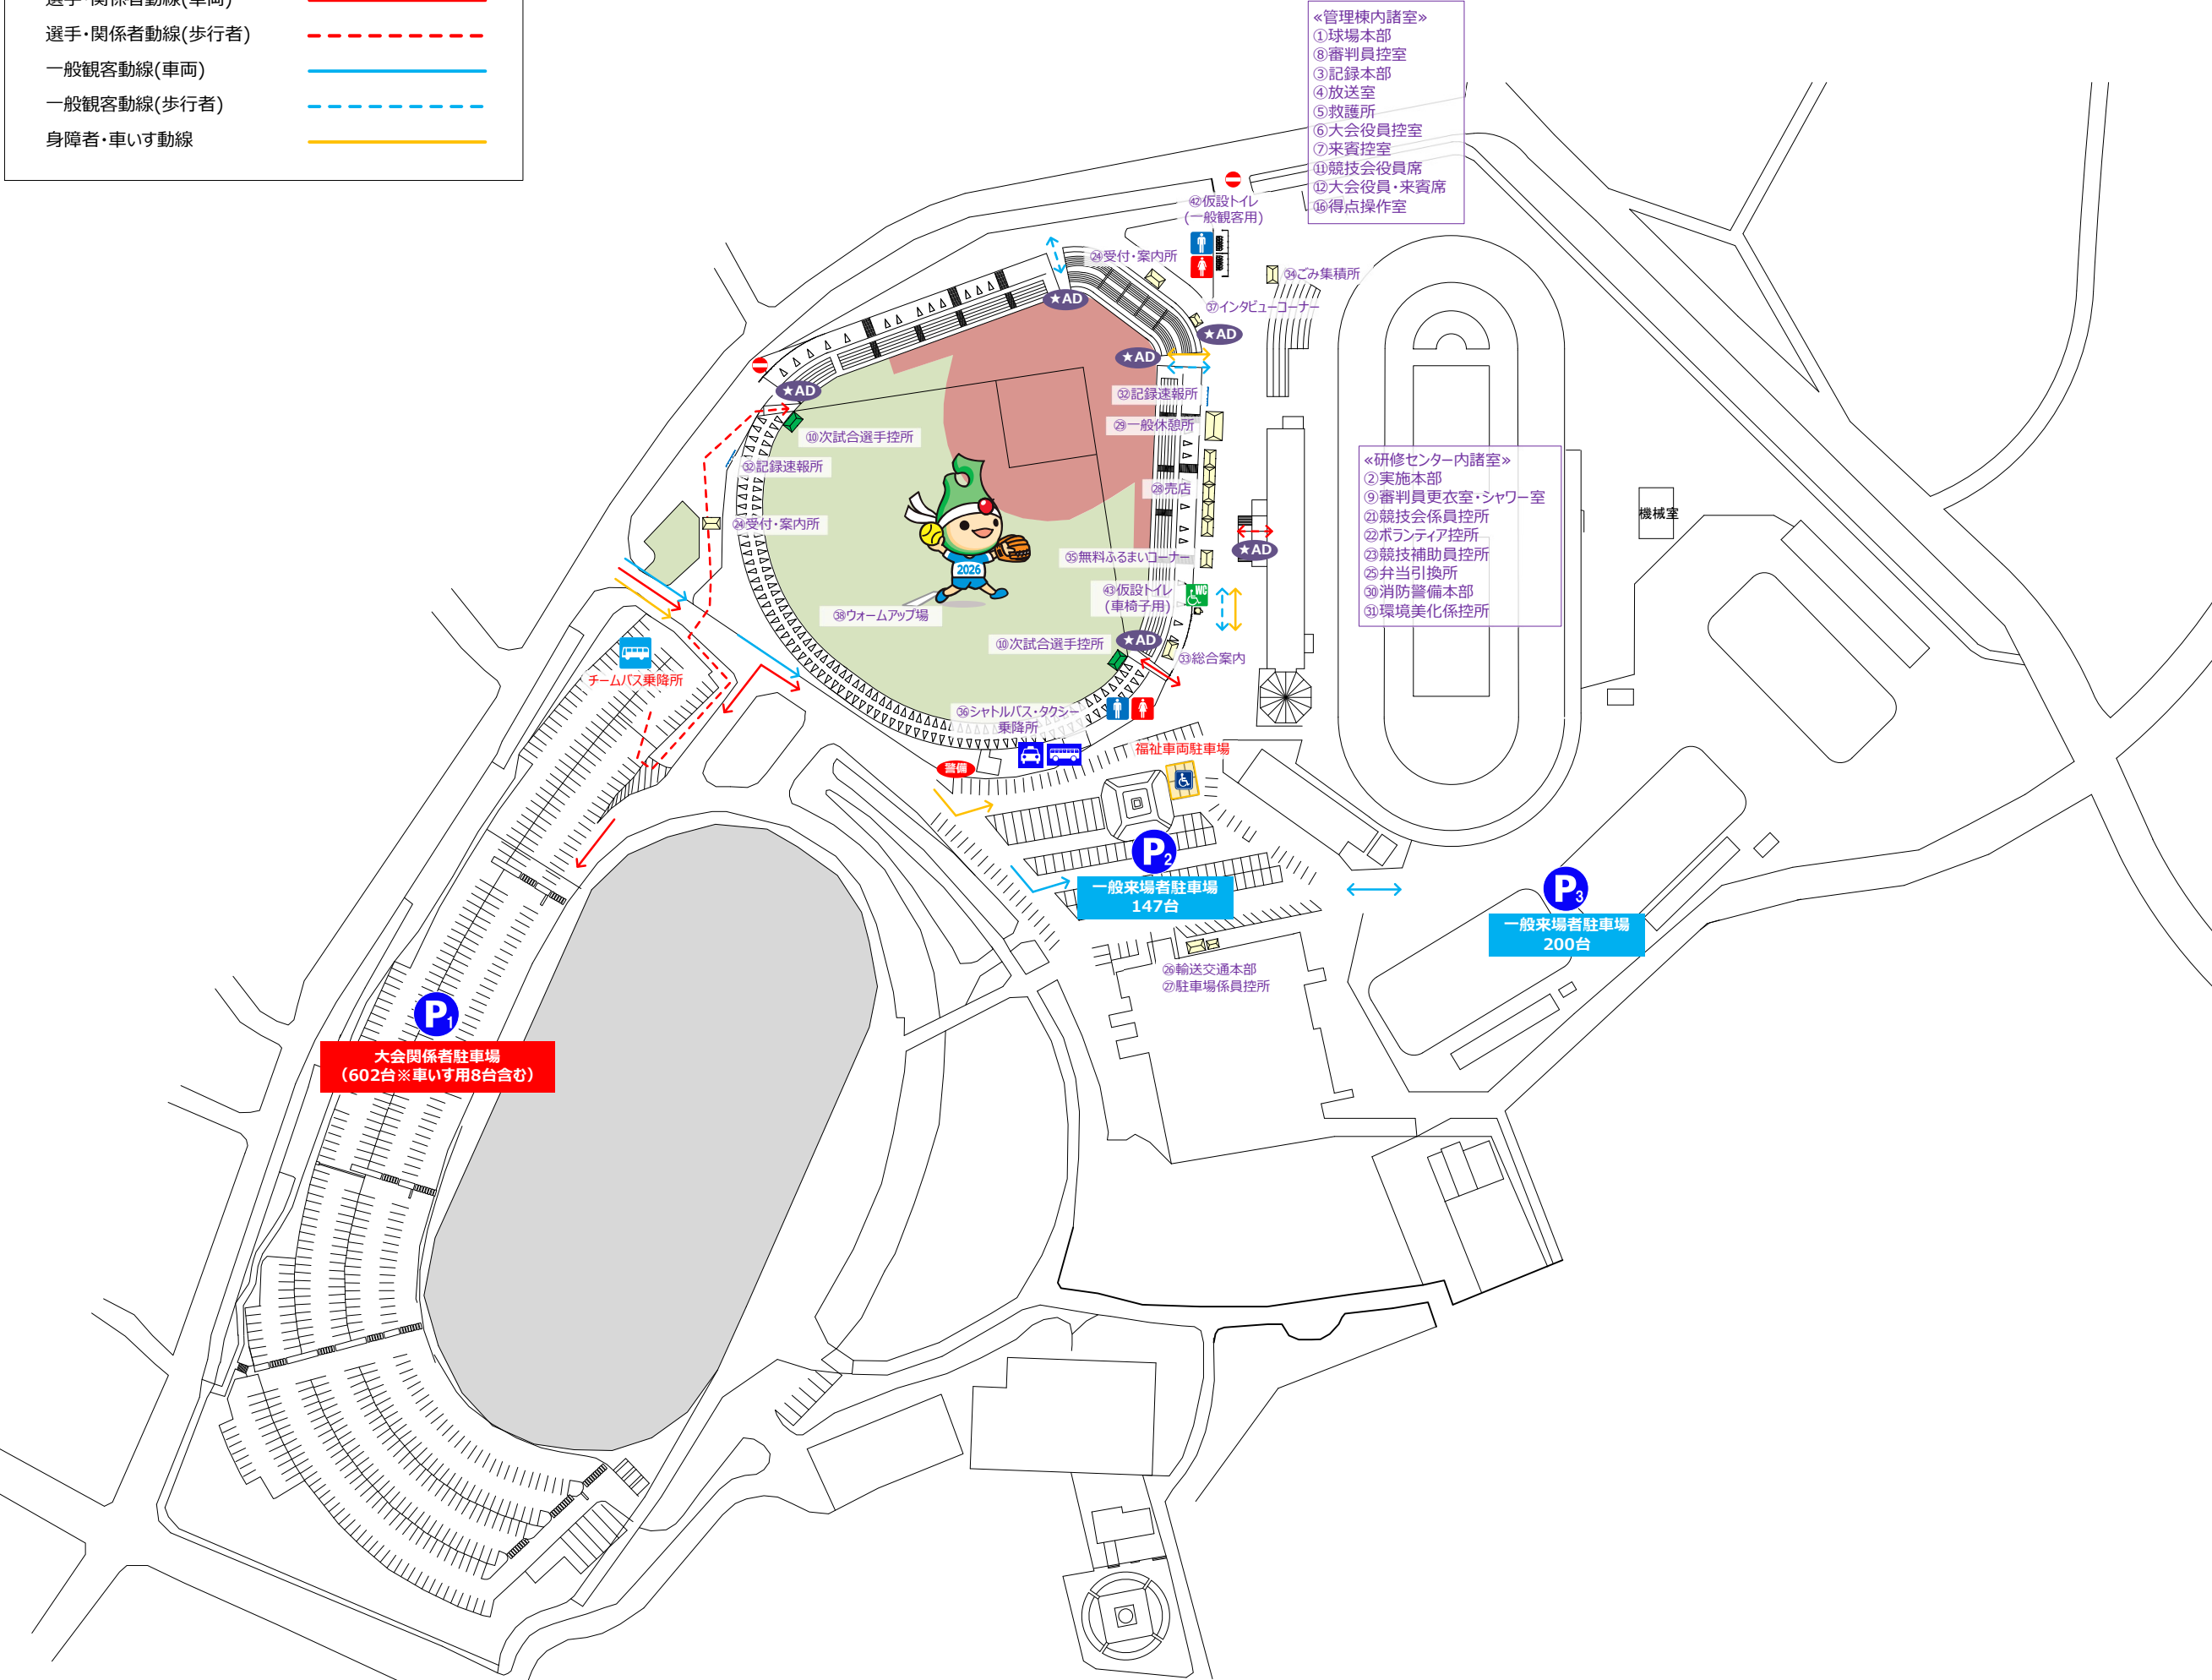 選手・関係者動線(車両)
選手・関係者動線(歩行者)
一般観客動線(車両)
一般観客動線(歩行者)
身障者・車いす動線
≪管理棟内諸室≫
①球場本部
⑧審判員控室
③記録本部
④放送室
⑤救護所
⑥大会役員控室
⑦来賓控室
⑪競技会役員席
⑫大会役員・来賓席
⑯得点操作室
㊷仮設トイレ
(一般観客用)
㉔受付・案内所
㉞ごみ集積所
㊲インタビューコーナー
★AD
★AD
★AD
★AD
㉜記録速報所
㉙一般休憩所
⑩次試合選手控所
㉜記録速報所
㉔受付・案内所
㉘売店
≪研修センター内諸室≫
②実施本部
⑨審判員更衣室・シャワー室
㉑競技会係員控所
㉒ボランティア控所
㉓競技補助員控所
㉕弁当引換所
㉚消防警備本部
㉛環境美化係控所
機械室
★AD
㉟無料ふるまいコーナー
2026
㊸仮設トイレ
(車椅子用)
WC
㊳ウォームアップ場
⑩次試合選手控所
★AD
㉝総合案内
チームバス乗降所
㊱シャトルバス・タクシー
乗降所
福祉車両駐車場
警備
P2
一般来場者駐車場
147台
P3
一般来場者駐車場
200台
㉖輸送交通本部
㉗駐車場係員控所
P1
大会関係者駐車場
(602台※車いす用8台含む)